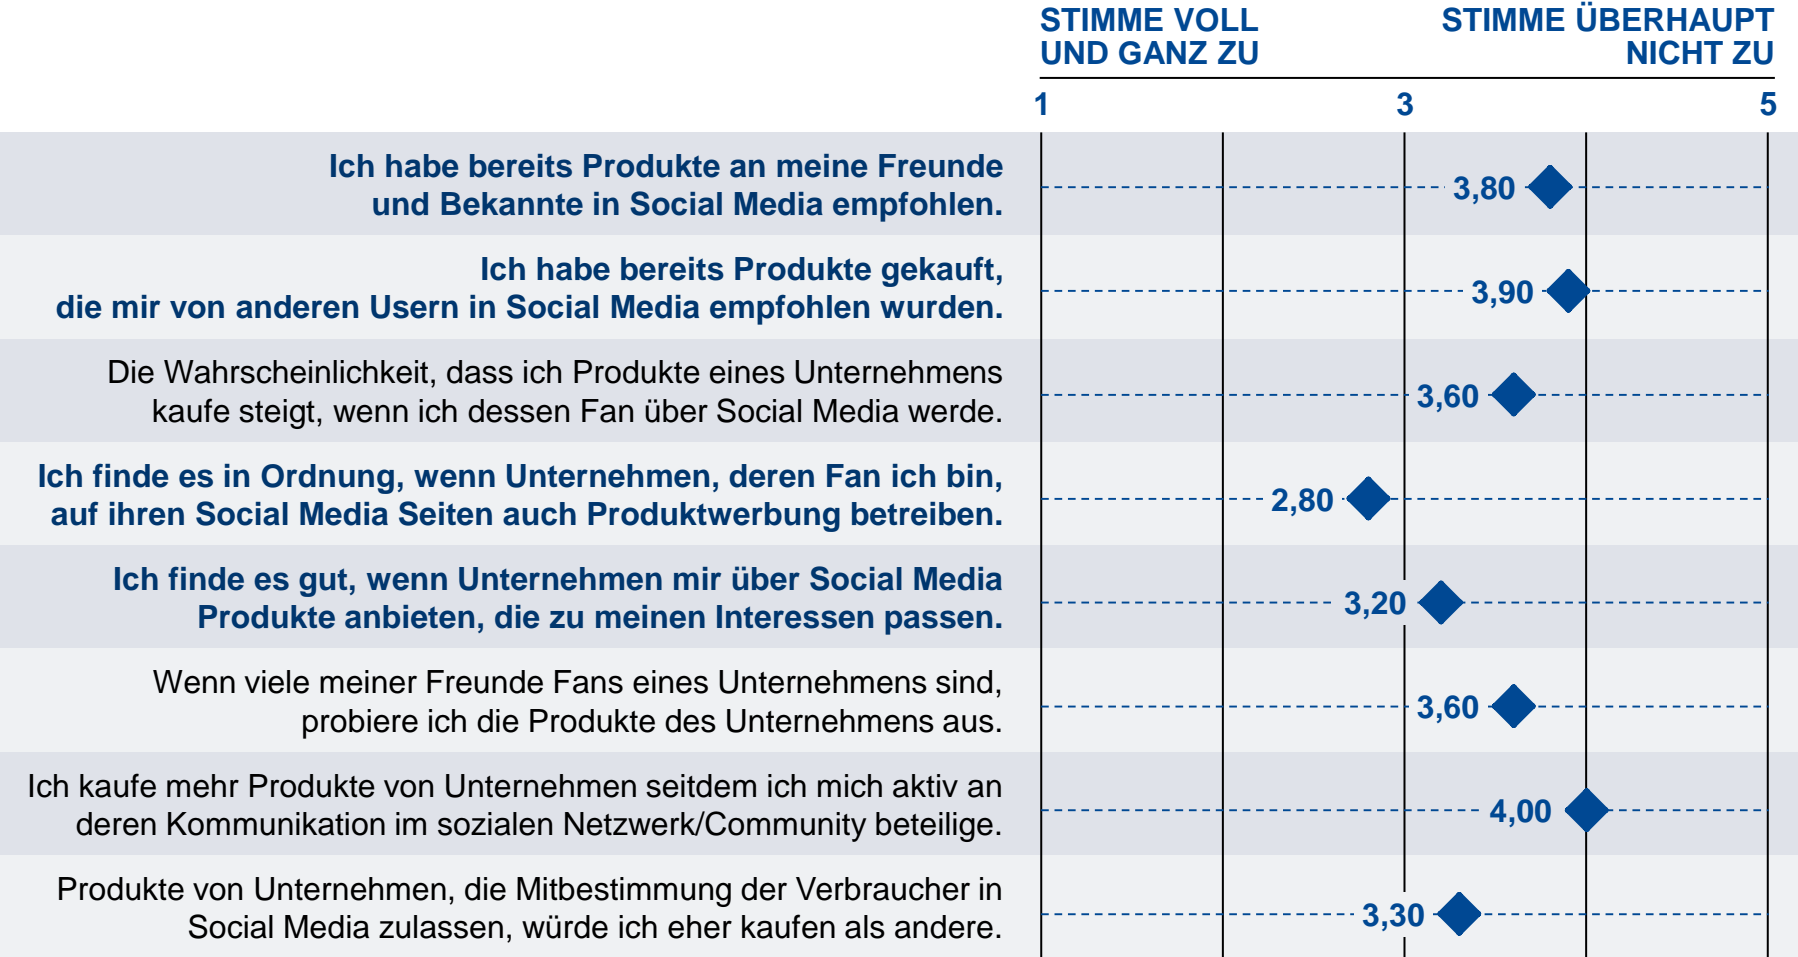 STIMME VOLL
UND GANZ ZU
STIMME ÜBERHAUPT
NICHT ZU
1 3 5
Ich habe bereits Produkte an meine Freunde
und Bekannte in Social Media empfohlen.
3,80
Ich habe bereits Produkte gekauft,
die mir von anderen Usern in Social Media empfohlen wurden.
3,90
Die Wahrscheinlichkeit, dass ich Produkte eines Unternehmens
kaufe steigt, wenn ich dessen Fan über Social Media werde.
3,60
Ich finde es in Ordnung, wenn Unternehmen, deren Fan ich bin,
auf ihren Social Media Seiten auch Produktwerbung betreiben.
2,80
Ich finde es gut, wenn Unternehmen mir über Social Media
Produkte anbieten, die zu meinen Interessen passen.
3,20
Wenn viele meiner Freunde Fans eines Unternehmens sind,
probiere ich die Produkte des Unternehmens aus.
3,60
Ich kaufe mehr Produkte von Unternehmen seitdem ich mich aktiv an
deren Kommunikation im sozialen Netzwerk/Community beteilige.
4,00
Produkte von Unternehmen, die Mitbestimmung der Verbraucher in
Social Media zulassen, würde ich eher kaufen als andere.
3,30